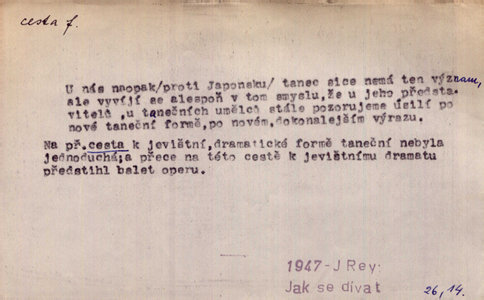 cesta f.
U nás naopak/proti Japonsku/ tanec sice nemá ten význam,
ale vyvíjí se alespoň v tom smyslu,že u jeho předsta-
vitelů ,u tanečních umělců stále pozorujeme úsilí po
nové taneční formě,po novém,dokonalejším výrazu.
Na př.cesta k jevištní,dramatické formě taneční nebyla
jednoduchá;a přece na této cestě k jevištnímu dramatu
předstihl balet operu.
1947-J Rey:
Jak se dívat
26,14.